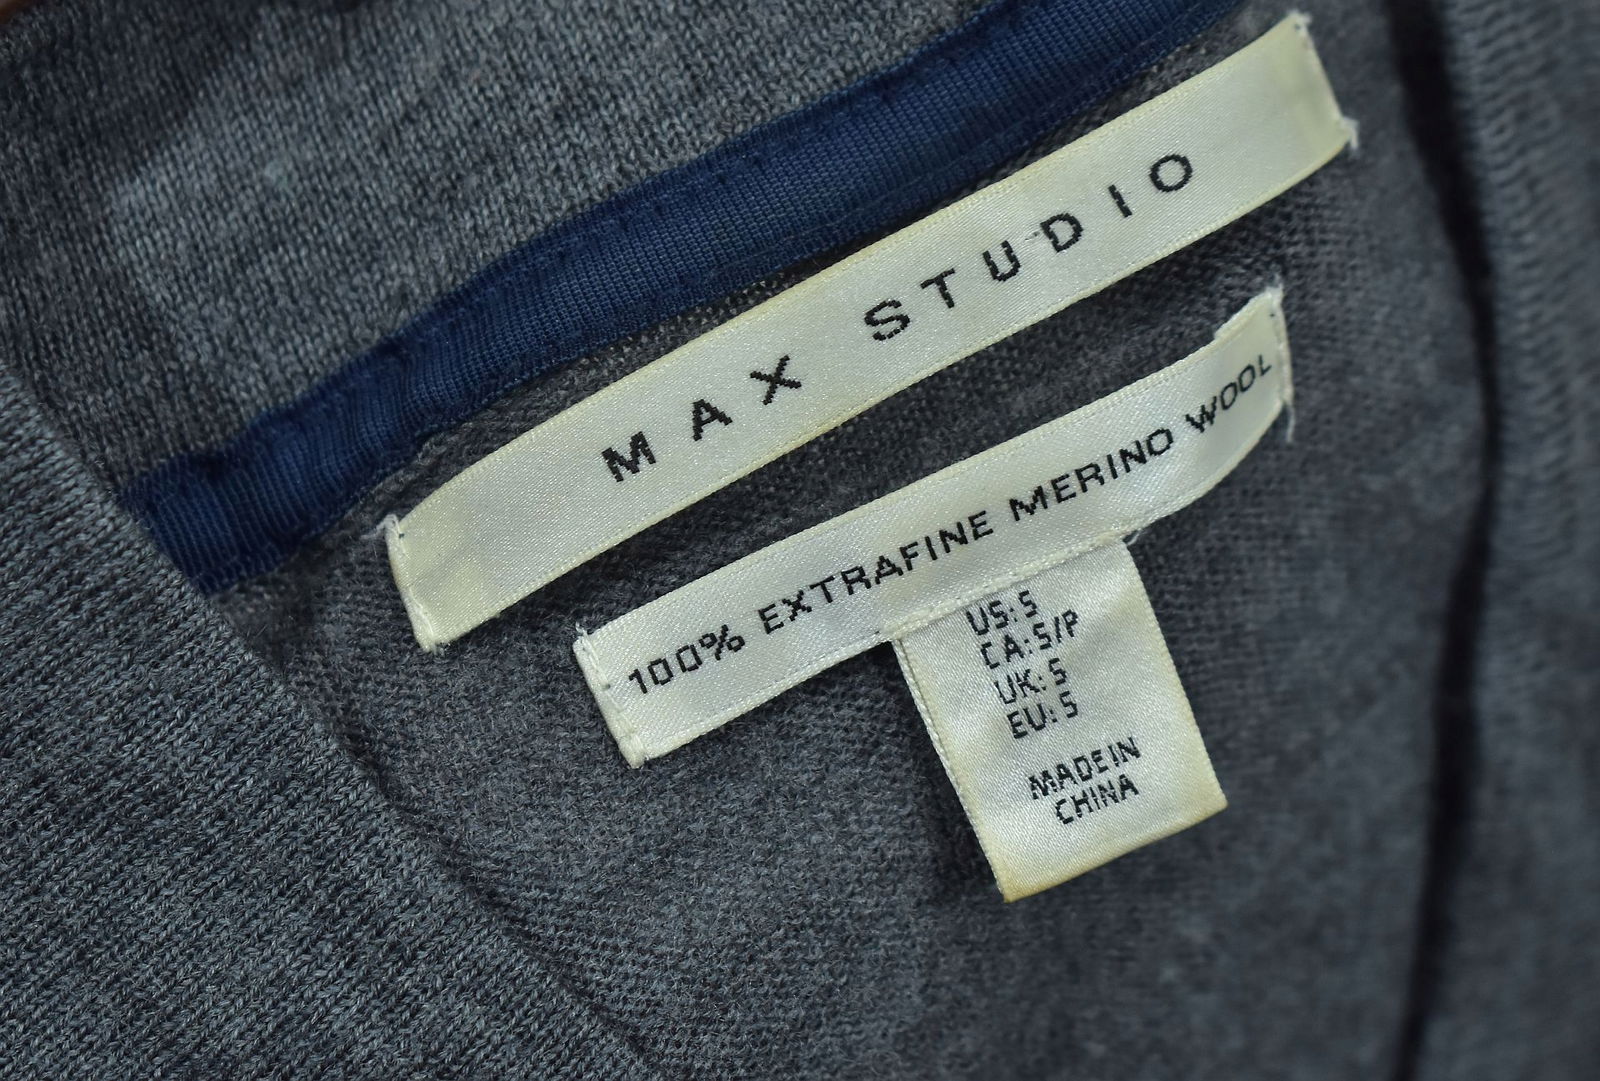 MAX STUDIO
100% EXTRAFINE MERINO WOOL
US: S
CA: S/P
UK: S
EU: S
MADE IN
CHINA